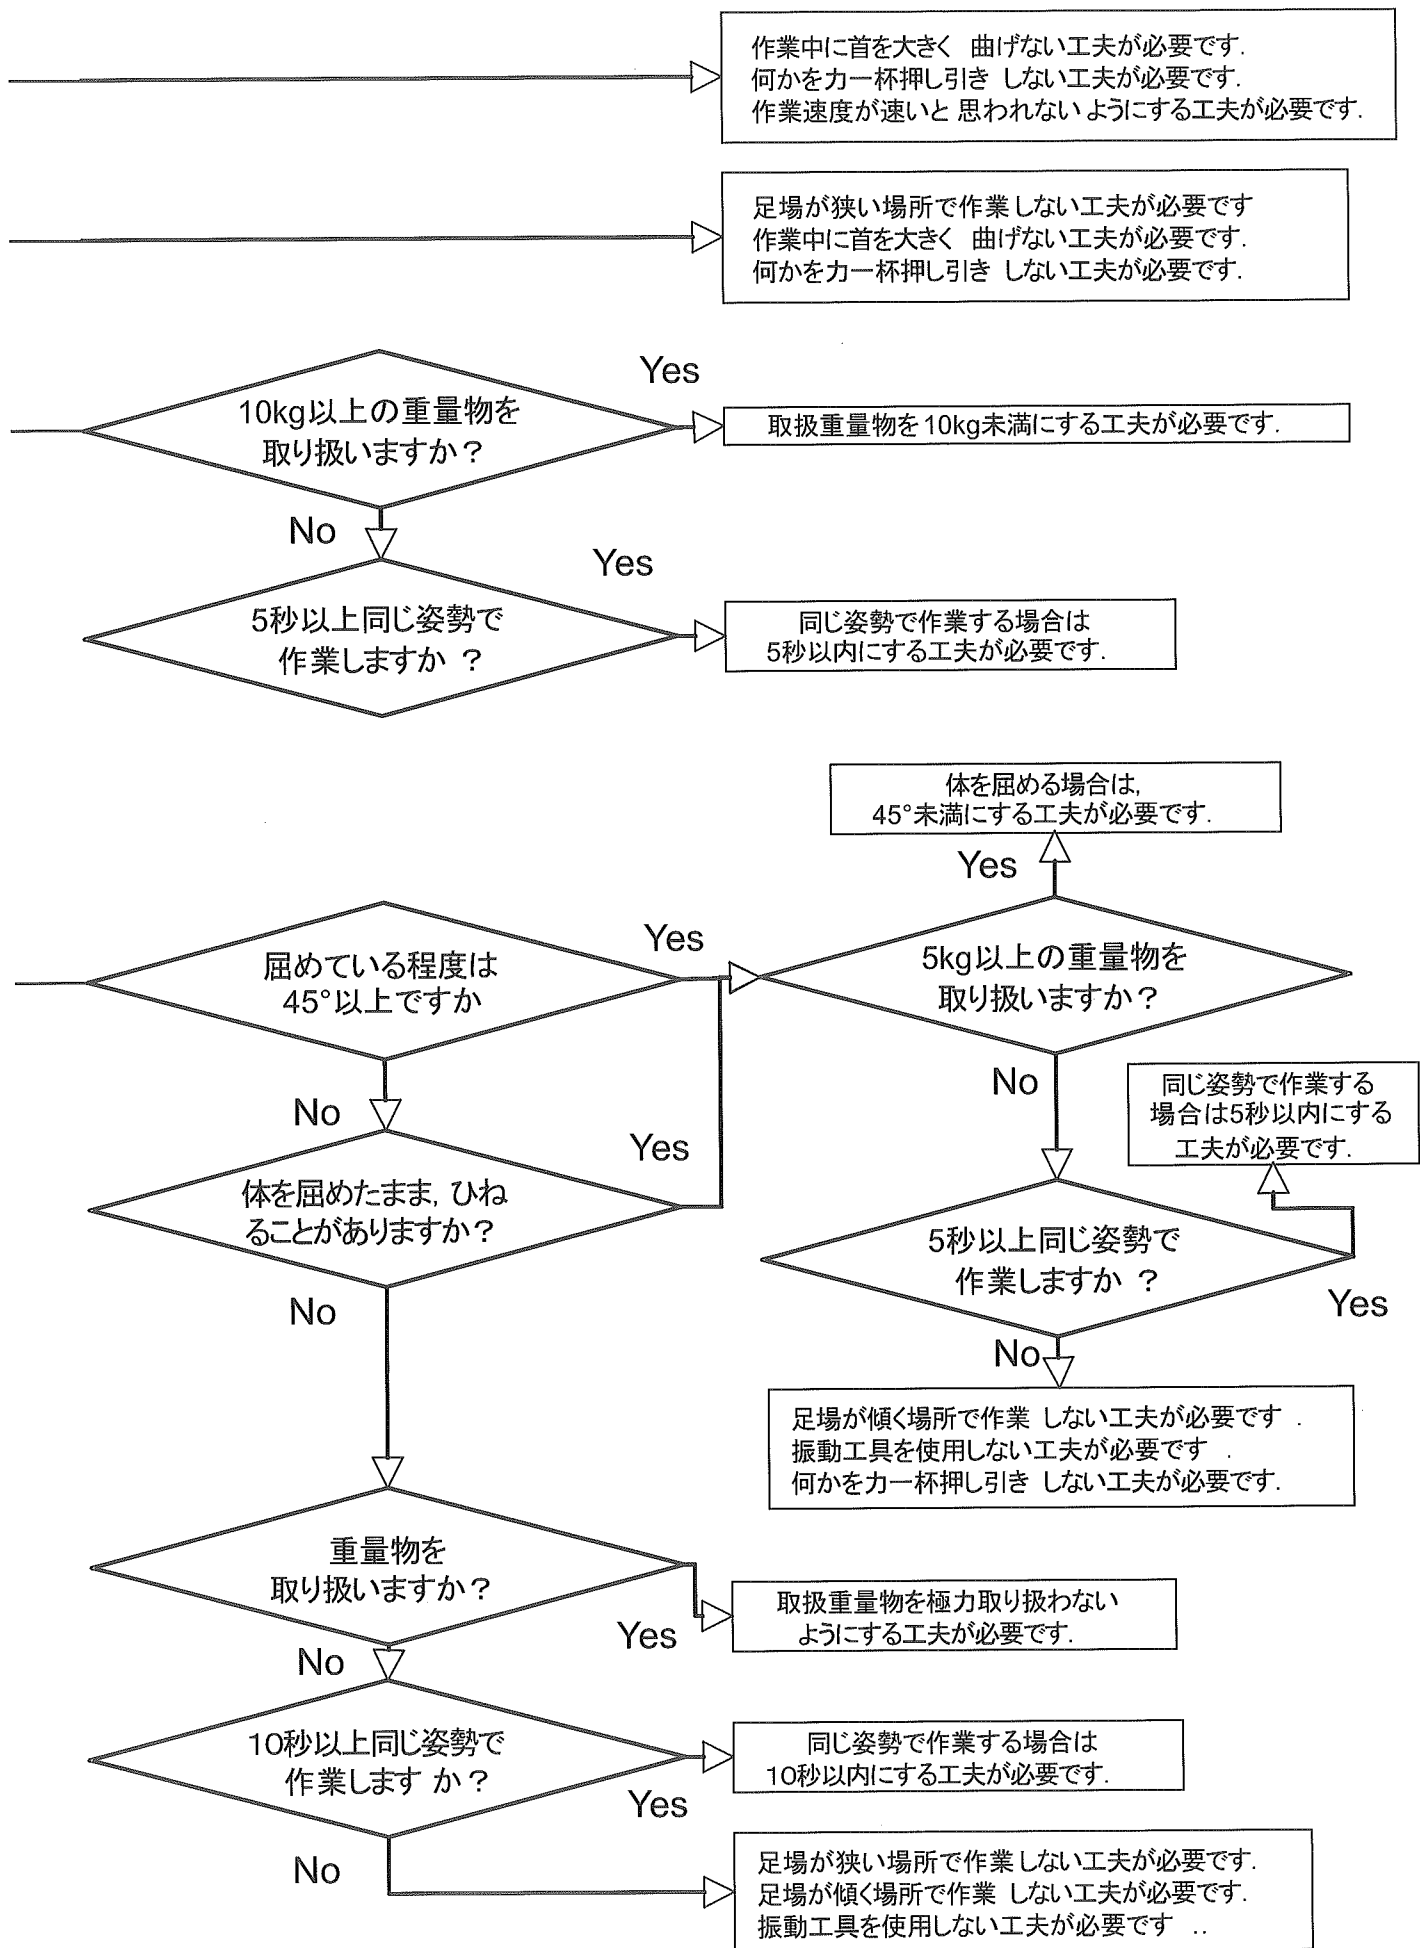 作業中に首を大きく 曲げない工夫が必要です.
何かを力一杯押し引き しない工夫が必要です.
作業速度が速いと 思われない ようにする工夫が必要です.
足場が狭い場所で作業 しない工夫が必要です
作業中に首を大きく 曲げない工夫が必要です.
何かを力一杯押し引き しない工夫が必要です.
10kg以上の重量物を
取り扱いますか？
Yes
取扱重量物を10kg未満にする工夫が必要です.
No
5秒以上同じ姿勢で
作業しますか ？
Yes
同じ姿勢で作業する場合は
5秒以内にする工夫が必要です.
体を屈める場合は,
45°未満にする工夫が必要です.
Yes
屈めている程度は
45°以上ですか
Yes
5kg以上の重量物を
取り扱いますか？
No
No
同じ姿勢で作業する
場合は5秒以内にする
工夫が必要です.
体を屈めたまま, ひね
ることがありますか？
Yes
5秒以上同じ姿勢で
作業しますか ？
Yes
No
No
足場が傾く場所で作業 しない工夫が必要です .
振動工具を使用しない工夫が必要です .
何かを力一杯押し引き しない工夫が必要です.
重量物を
取り扱いますか？
Yes
取扱重量物を極力取り扱わない
ようにする工夫が必要です.
No
10秒以上同じ姿勢で
作業します か？
Yes
同じ姿勢で作業する場合は
10秒以内にする工夫が必要です.
No
足場が狭い場所で作業 しない工夫が必要です.
足場が傾く場所で作業 しない工夫が必要です.
振動工具を使用しない工夫が必要です ..